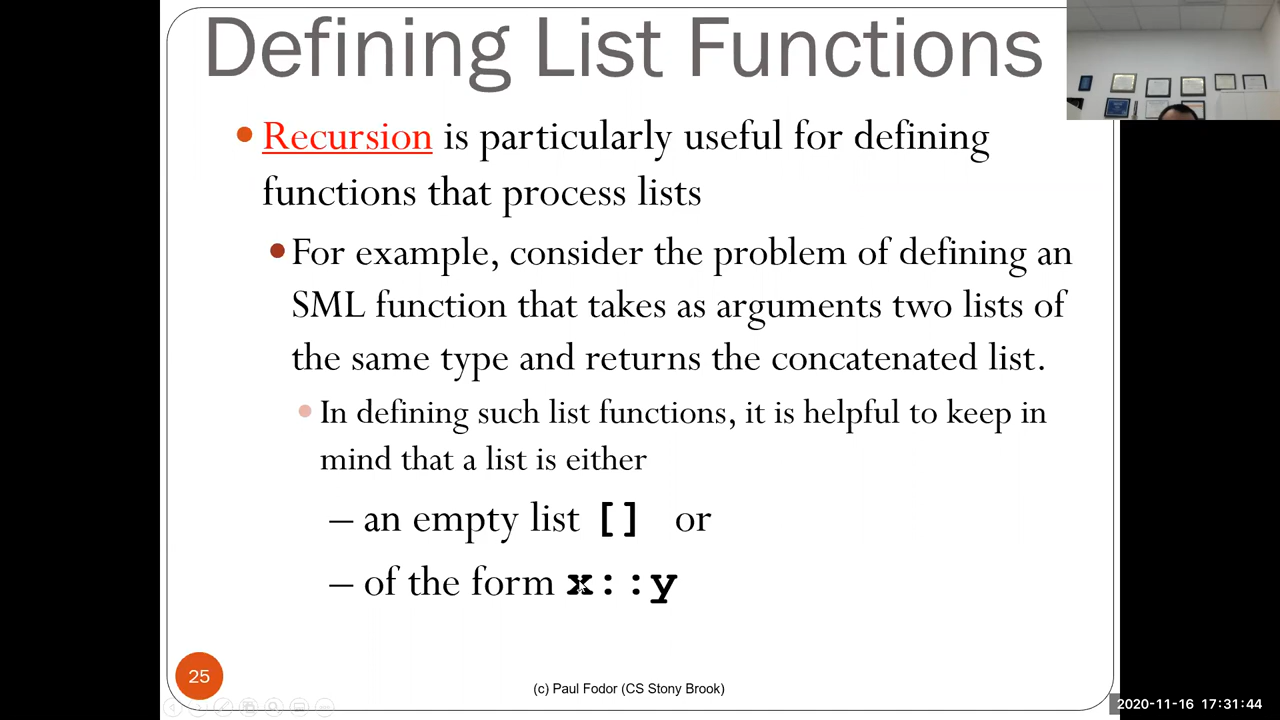 Defining List Functions
• Recursion is particularly useful for defining
functions that process lists
• For example, consider the problem of defining an
SML function that takes as arguments two lists of
the same type and returns the concatenated list.
• In defining such list functions, it is helpful to keep in
mind that a list is either
– an empty list [] or
– of the form x::y
25
(c) Paul Fodor (CS Stony Brook)
2020-11-16 17:31:44